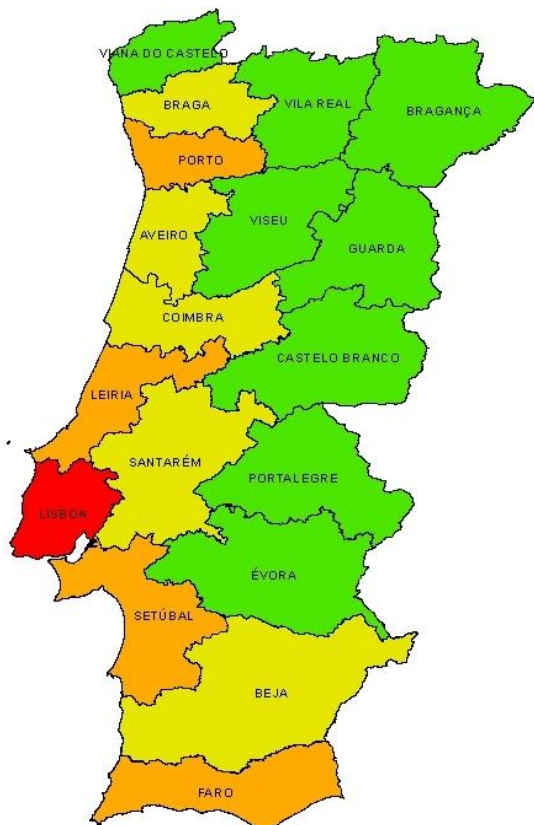 VIANA DO CASTELO
BRAGA
VILA REAL
BRAGANÇA
PORTO
VISEU
AVEIRO
GUARDA
COIMBRA
CASTELO BRANCO
LEIRIA
SANTARÉM
PORTALEGRE
LISBOA
ÉVORA
SETÚBAL
BEJA
FARO